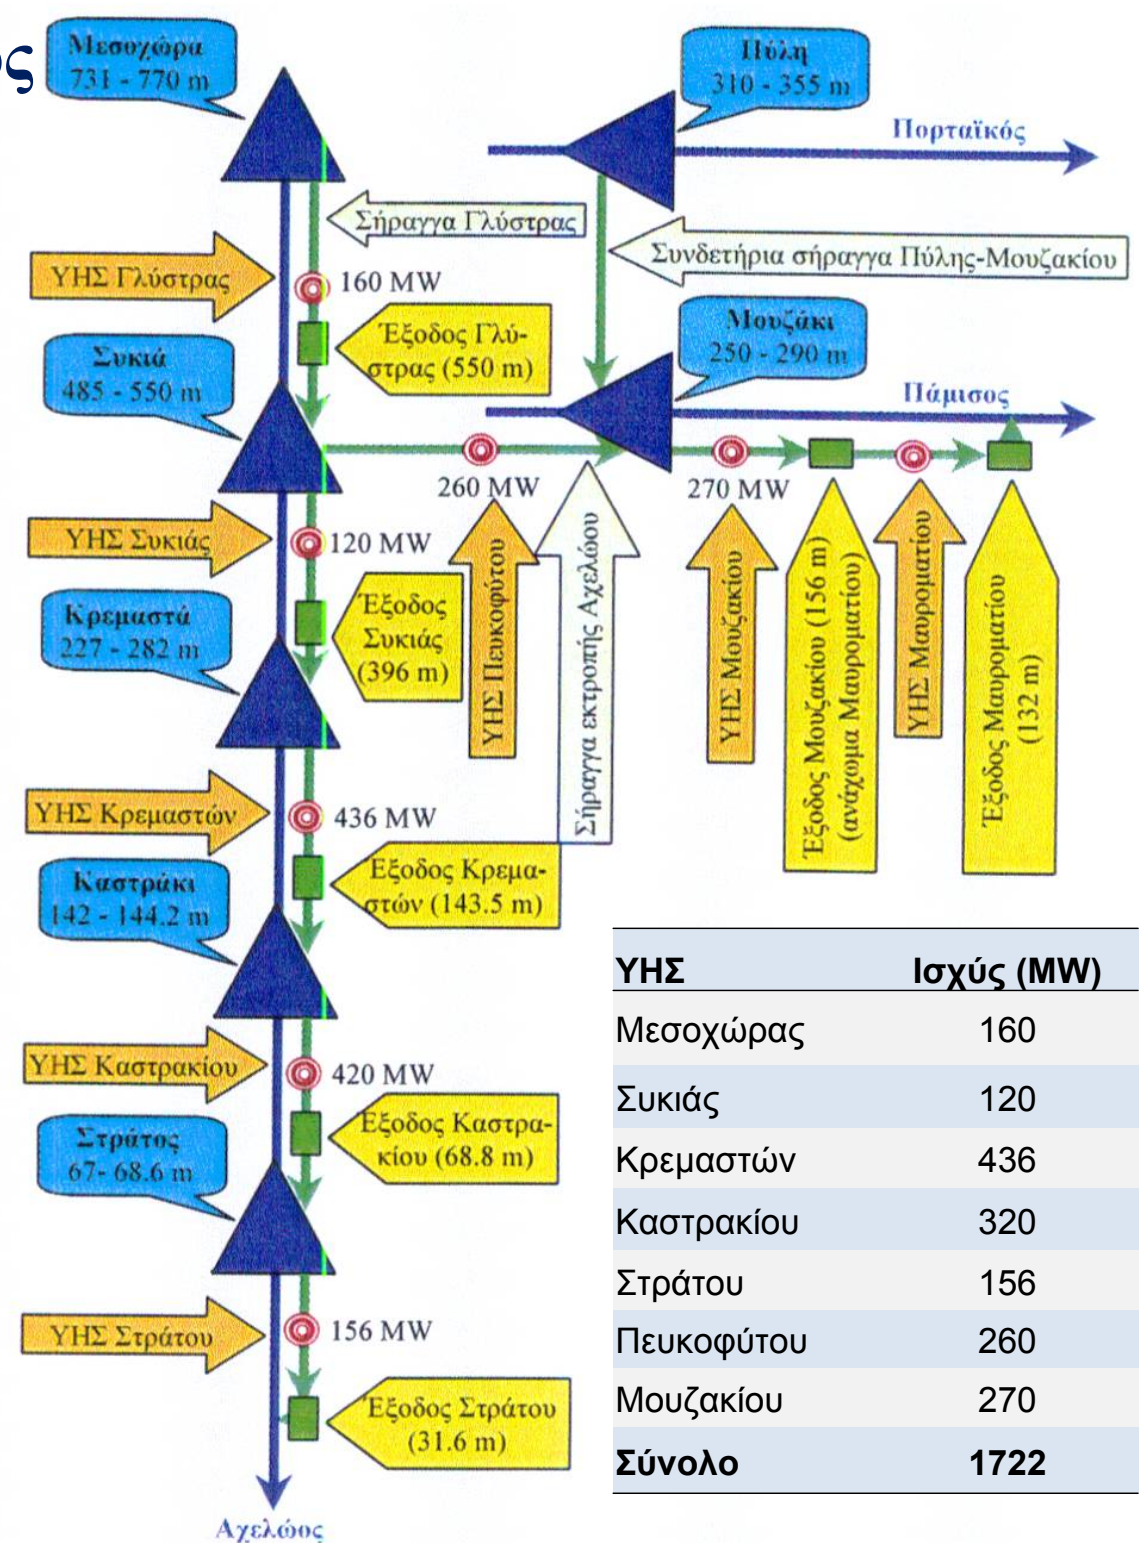 ος
Μεσοχώρα
731 - 770 m
Πύλη
310 - 355 m
Πορταϊκός
Σήραγγα Γλύστρας
Συνδετήρια σήραγγα Πύλης-Μουζακίου
ΥΗΣ Γλύστρας
160 MW
Έξοδος Γλύ-
στρας (550 m)
Μουζάκι
250 - 290 m
Συκιά
485 - 550 m
Πάμισος
260 MW
270 MW
ΥΗΣ Συκιάς
120 MW
Έξοδος
Συκιάς
(396 m)
Κρεμαστά
227 - 282 m
ΥΗΣ Πευκοφύτου
Σήραγγα εκτροπής Αχελώου
ΥΗΣ Μουζακίου
Έξοδος Μουζακίου (156 m)
(ανάχωμα Μαυροματίου)
ΥΗΣ Μαυροματίου
Έξοδος Μαυροματίου
(132 m)
ΥΗΣ Κρεμαστών
436 MW
Έξοδος Κρεμα-
στών (143.5 m)
Καστράκι
142 - 144.2 m
ΥΗΣ Καστρακίου
420 MW
Έξοδος Καστρα-
κίου (68.8 m)
Στράτος
67- 68.6 m
ΥΗΣ Στράτου
156 MW
Έξοδος Στράτου
(31.6 m)
Αχελώος
ΥΗΣ Ισχύς (MW)
Μεσοχώρας 160
Συκιάς 120
Κρεμαστών 436
Καστρακίου 320
Στράτου 156
Πευκοφύτου 260
Μουζακίου 270
Σύνολο 1722